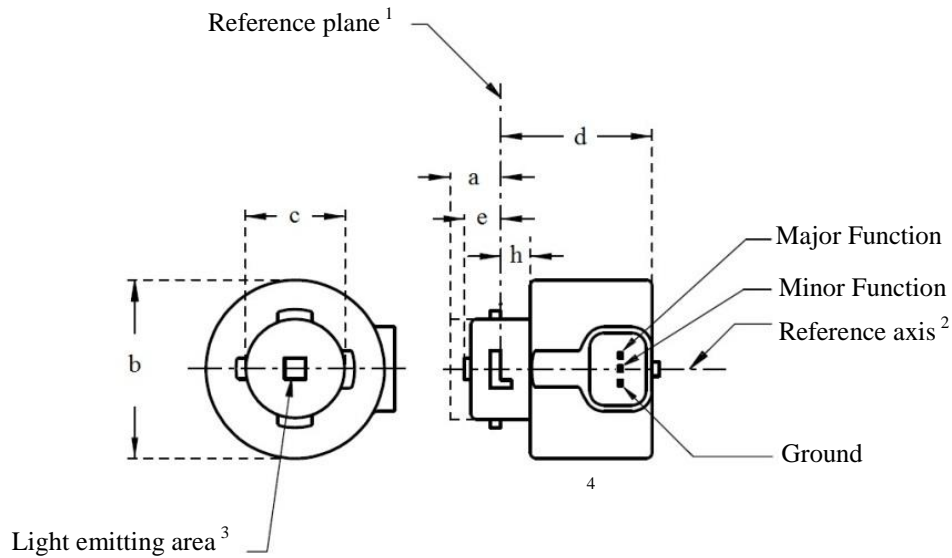 Reference plane 1
d
a
c
e
h
Major Function
Minor Function
b
Reference axis 2
Ground
4
Light emitting area 3